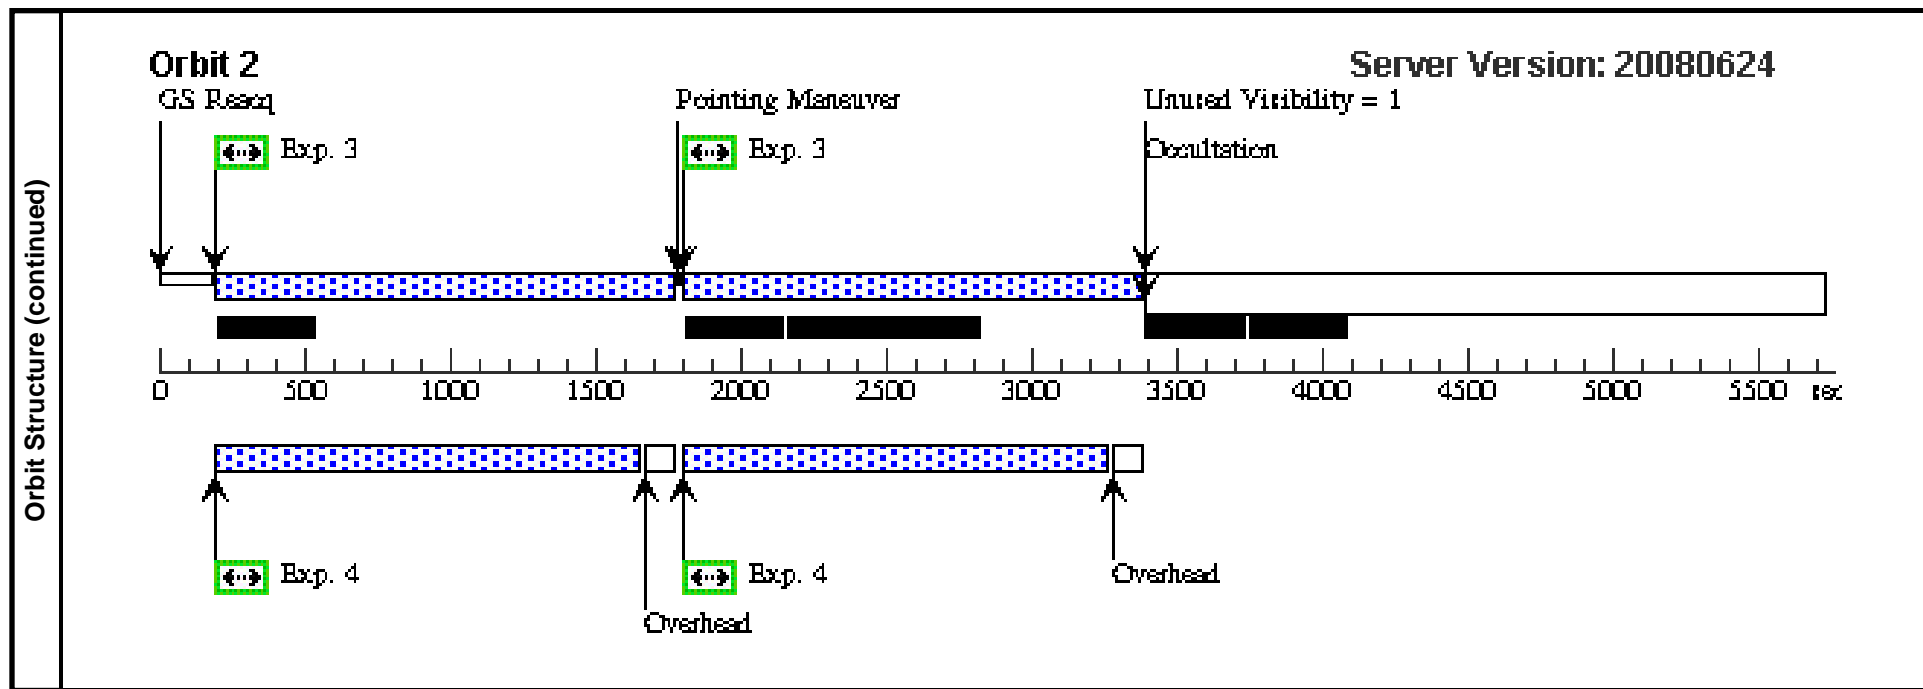 Orbit Structure (continued)
Orbit 2
Server Version: 20080624
GS Reacq
Pointing Maneuver
Unused Visibility = 1
Exp. 3
Exp. 3
Occultation
0 500 1000 1500 2000 2500 3000 3500 4000 4500 5000 5500 sec
Exp. 4
Exp. 4
Overhead
Overhead